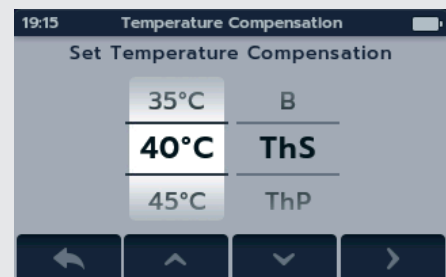 19:15 Temperature Compensation
Set Temperature Compensation
35°C B
40°C ThS
45°C ThP